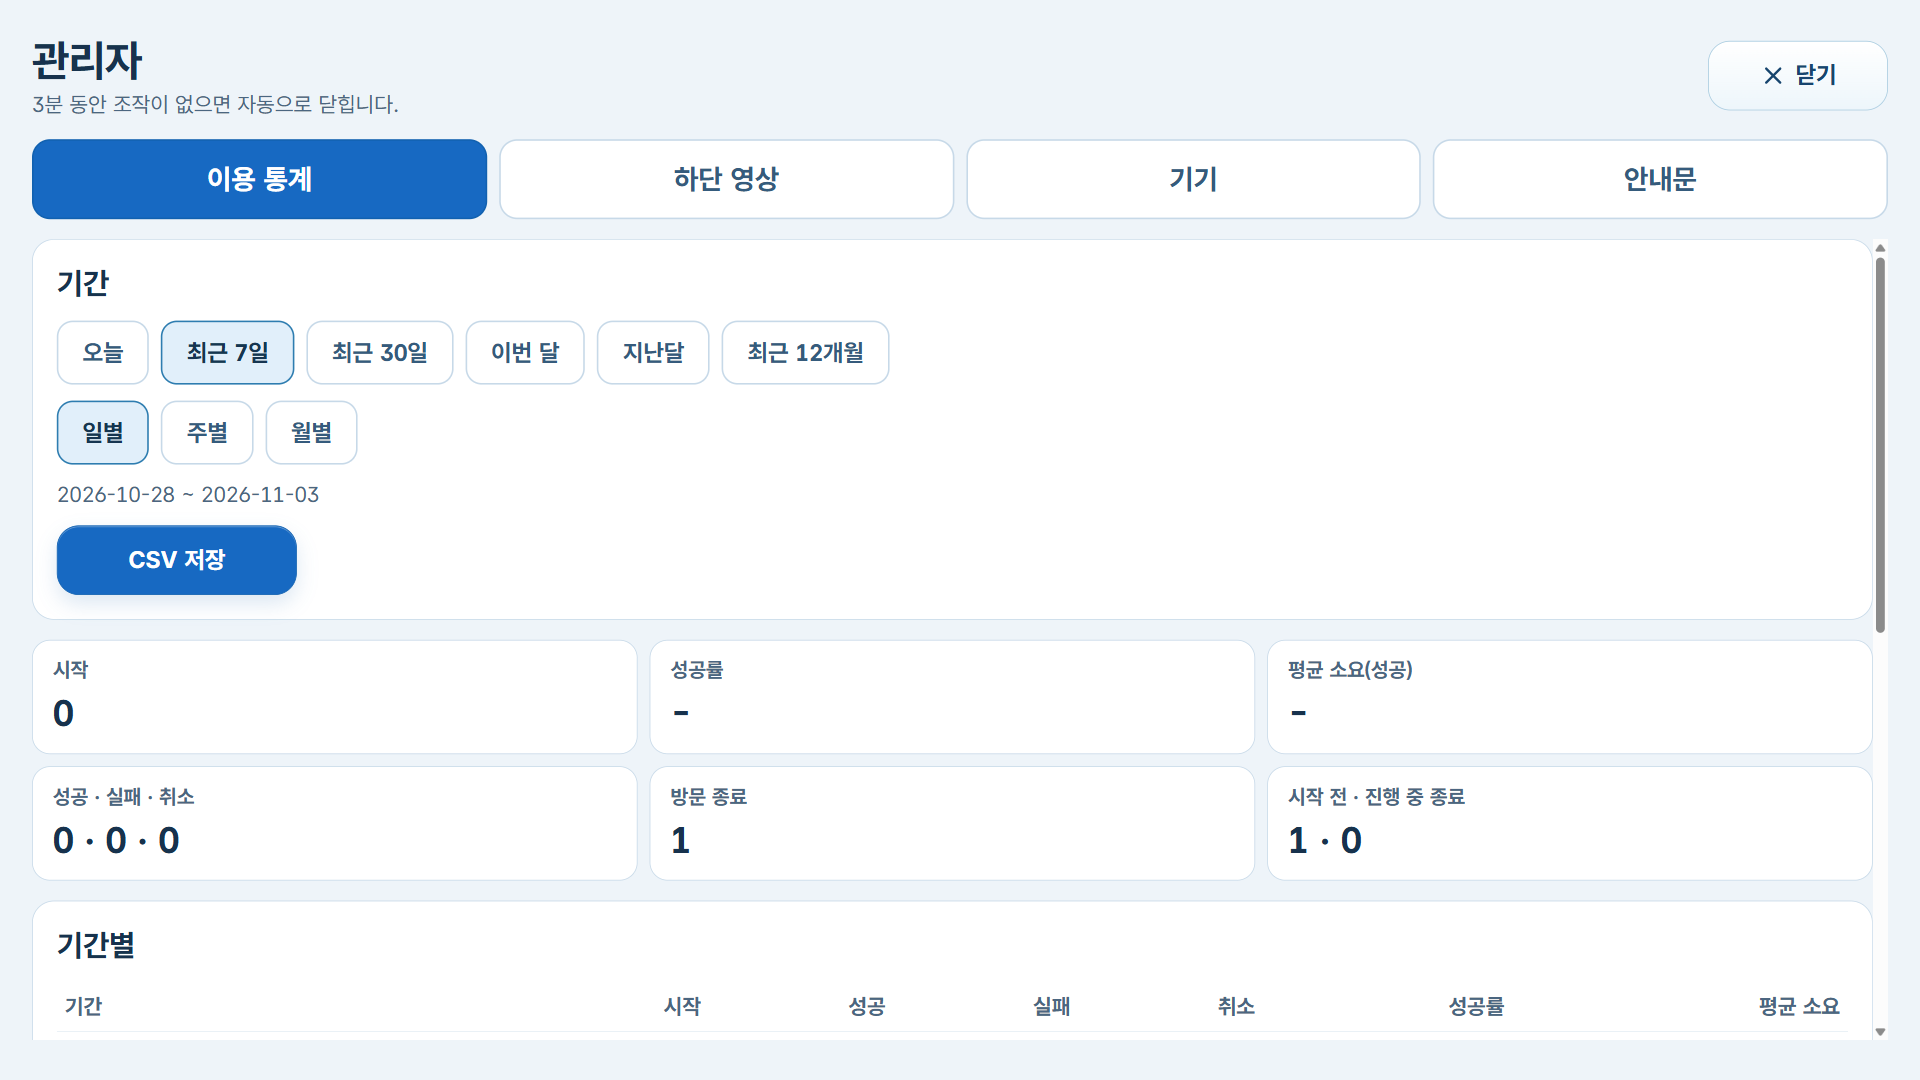 관리자
3분 동안 조작이 없으면 자동으로 닫힙니다.
닫기
이용 통계
하단 영상
기기
안내문
기간
오늘
최근 7일
최근 30일
이번 달
지난달
최근 12개월
일별
주별
월별
2026-10-28 ~ 2026-11-03
CSV 저장
시작
0
성공률
-
평균 소요(성공)
-
성공 · 실패 · 취소
0 · 0 · 0
방문 종료
1
시작 전 · 진행 중 종료
1 · 0
기간별
기간 시작 성공 실패 취소 성공률 평균 소요